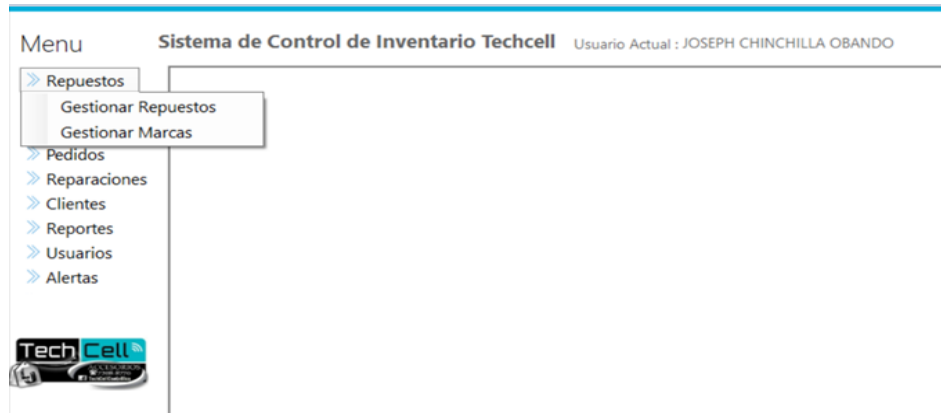 Menu
Sistema de Control de Inventario Techcell Usuario Actual : JOSEPH CHINCHILLA OBANDO
Repuestos
Gestionar Repuestos
Gestionar Marcas
Pedidos
Reparaciones
Clientes
Reportes
Usuarios
Alertas
Tech Cell
ACCESORIOS